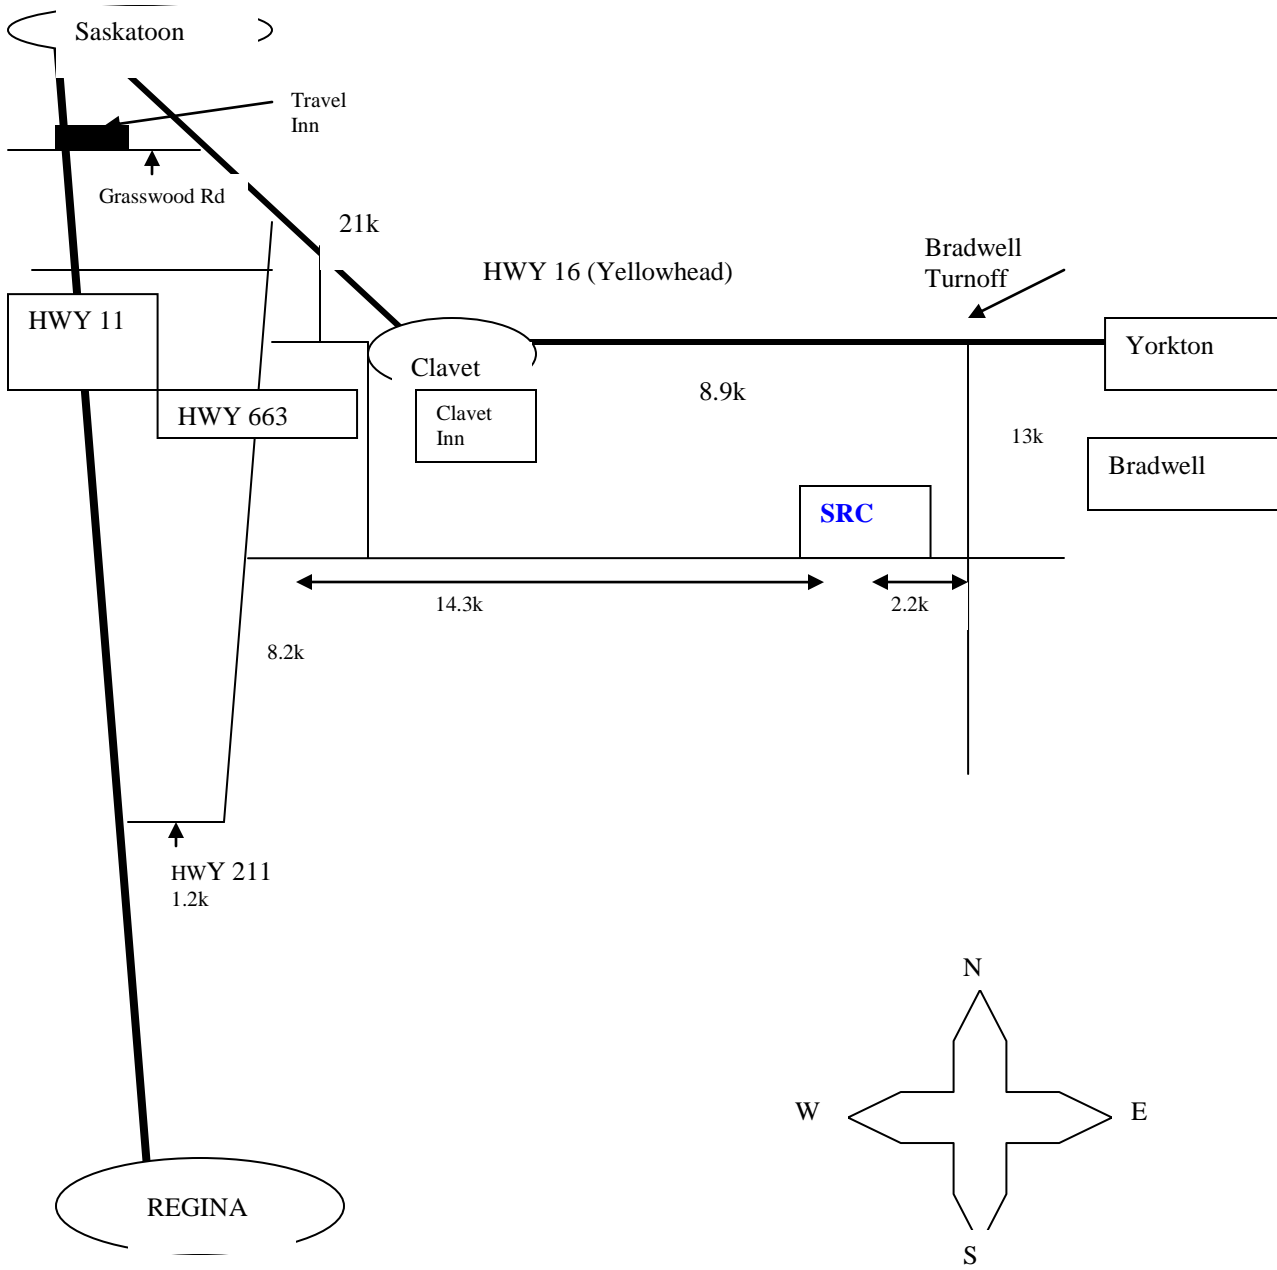 Saskatoon
Travel
Inn
Grasswood Rd
21k
Bradwell
Turnoff
HWY 16 (Yellowhead)
HWY 11
Yorkton
Clavet
8.9k
HWY 663
Clavet
Inn
13k
Bradwell
SRC
14.3k
2.2k
8.2k
HWY 211
1.2k
N
W
E
REGINA
S